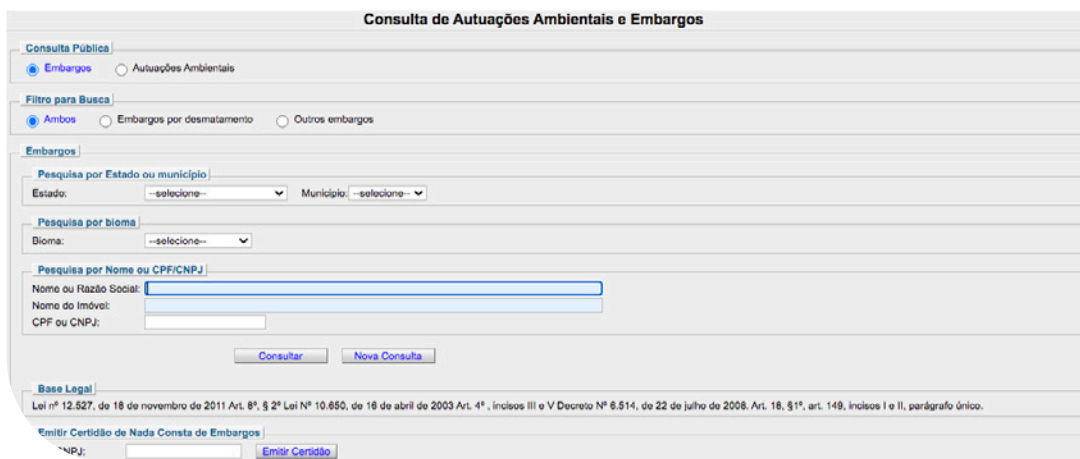 Consulta de Autuações Ambientais e Embargos
Consulta Pública
Embargos Autuações Ambientais
Filtro para Busca
Ambos Embargos por desmatamento Outros embargos
Embargos
Pesquisa por Estado ou município
Estado: --selecione-- Município: --selecione--
Pesquisa por bioma
Bioma: --selecione--
Pesquisa por Nome ou CPF/CNPJ
Nome ou Razão Social:
Nome do Imóvel:
CPF ou CNPJ:
Consultar Nova Consulta
Base Legal
Lei nº 12.527, de 18 de novembro de 2011 Art. 8º, § 2º Lei Nº 10.650, de 16 de abril de 2003 Art. 4º , incisos III e V Decreto Nº 6.514, de 22 de julho de 2008. Art. 18, §1º, art. 149, incisos I e II, parágrafo único.
Emitir Certidão de Nada Consta de Embargos
CNPJ: Emitir Certidão